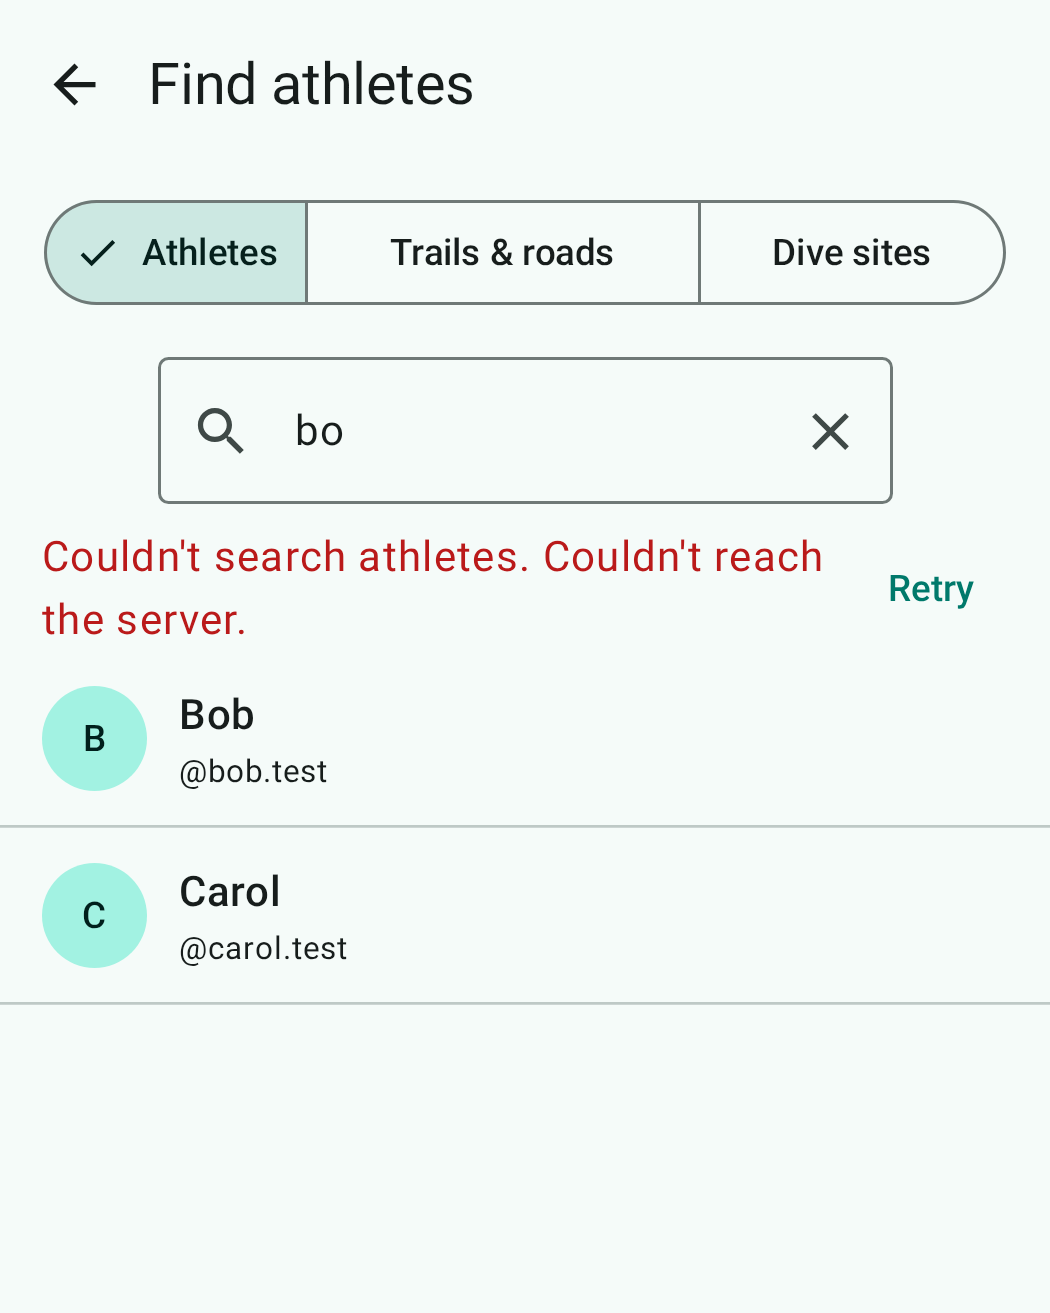 Find athletes
Athletes
Trails & roads
Dive sites
bo
Couldn't search athletes. Couldn't reach
the server.
Retry
B
Bob
@bob.test
C
Carol
@carol.test